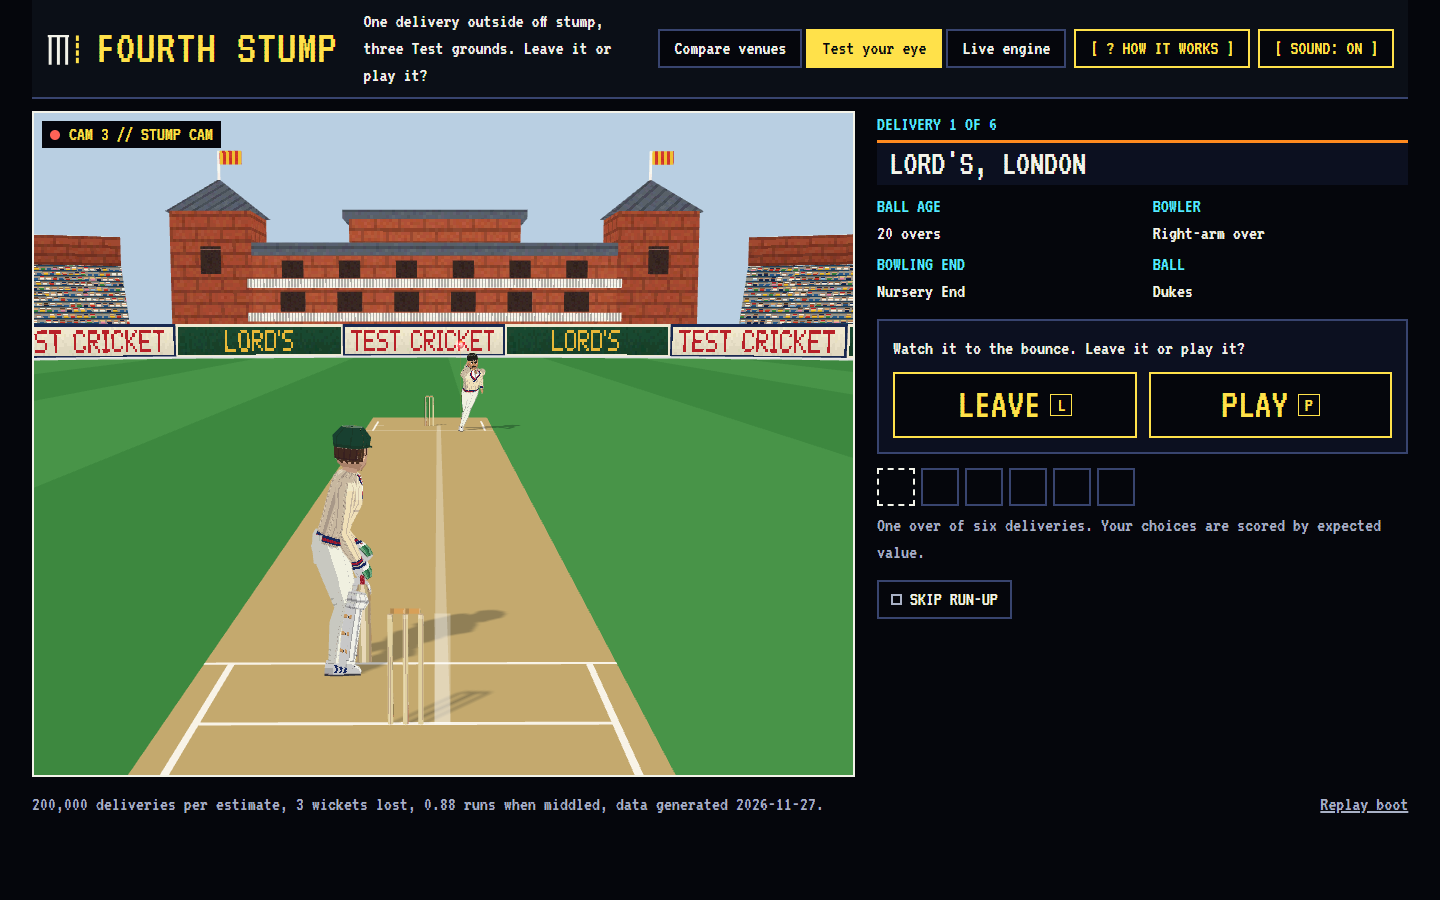 FOURTH STUMP
One delivery outside off stump,
three Test grounds. Leave it or
play it?
Compare venues
Test your eye
Live engine
[ ? HOW IT WORKS ]
[ SOUND: ON ]
CAM 3 // STUMP CAM
ST CRICKET
LORD'S
TEST CRICKET
LORD'S
TEST CRICKET
DELIVERY 1 OF 6
LORD'S, LONDON
BALL AGE
20 overs
BOWLER
Right-arm over
BOWLING END
Nursery End
BALL
Dukes
Watch it to the bounce. Leave it or play it?
LEAVE L
PLAY P
One over of six deliveries. Your choices are scored by expected
value.
SKIP RUN-UP
200,000 deliveries per estimate, 3 wickets lost, 0.88 runs when middled, data generated 2026-11-27.
Replay boot